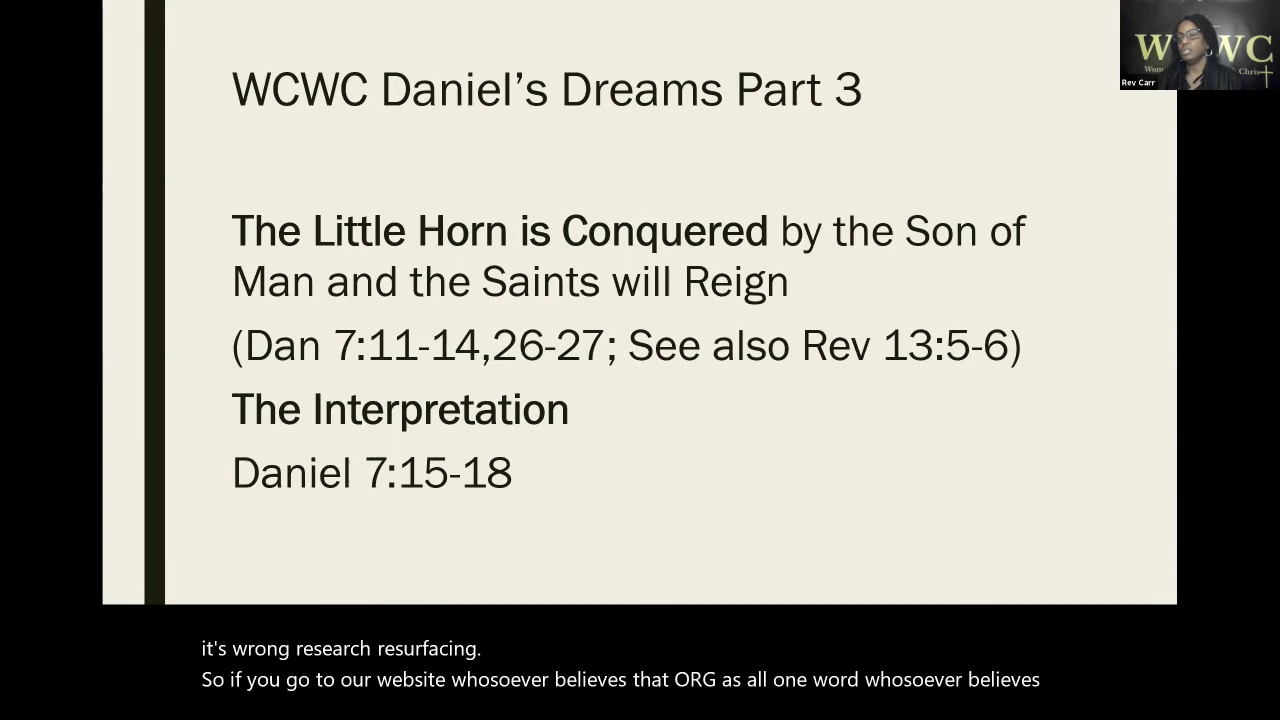 WCWC Daniel’s Dreams Part 3
W WC
Wom Chris
Rev Carr
The Little Horn is Conquered by the Son of
Man and the Saints will Reign
(Dan 7:11-14,26-27; See also Rev 13:5-6)
The Interpretation
Daniel 7:15-18
it's wrong research resurfacing.
So if you go to our website whosoever believes that ORG as all one word whosoever believes